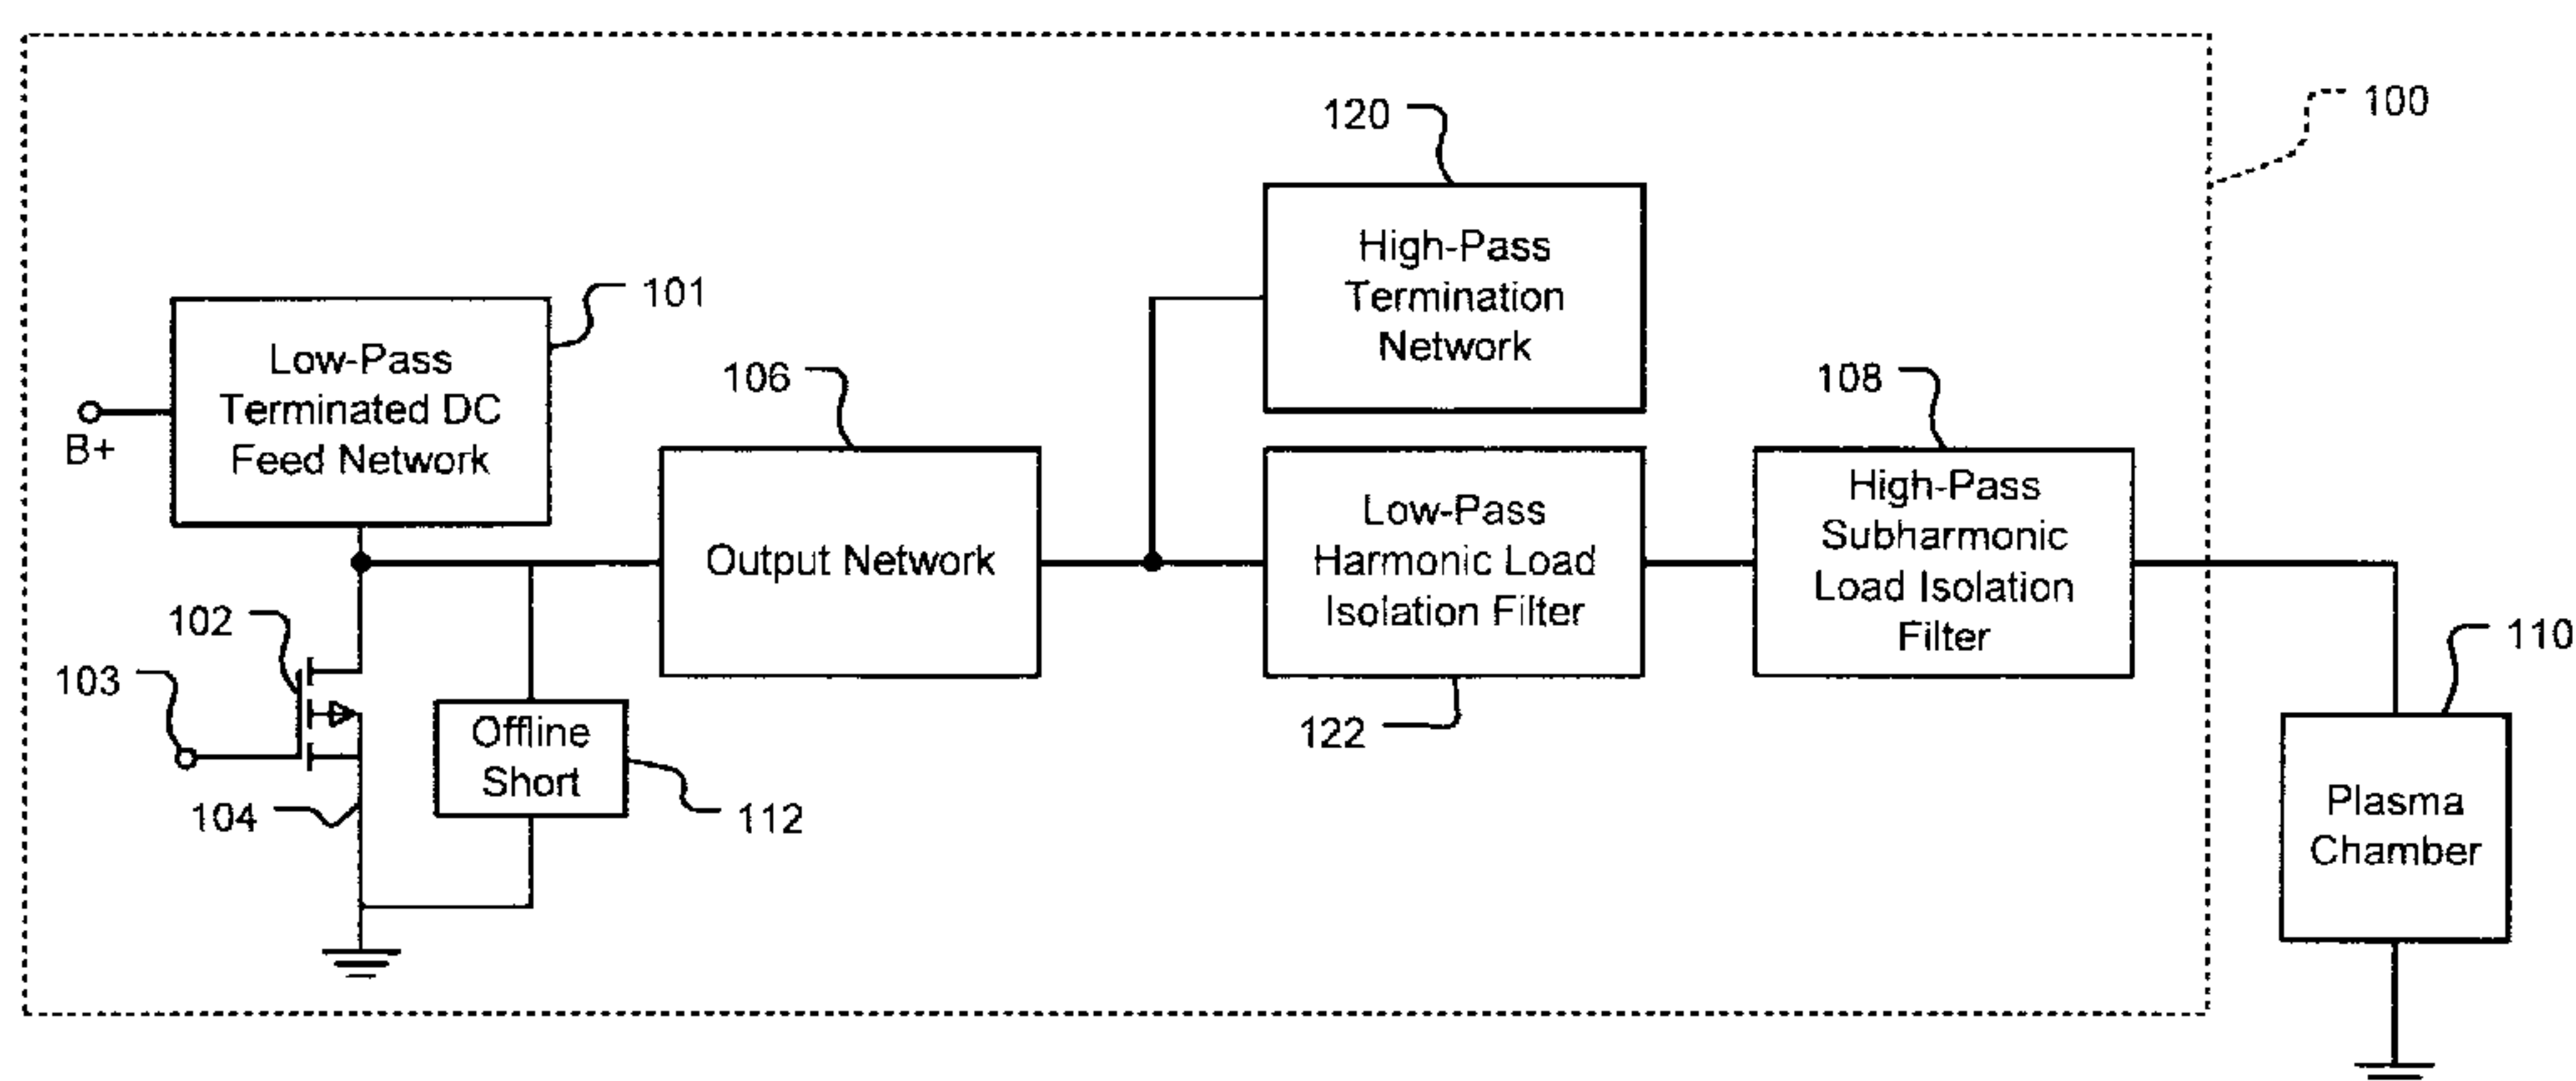 100
120
High-Pass
Termination
Network
101
Low-Pass
Terminated DC
Feed Network
B+
106
Output Network
108
High-Pass
Subharmonic
Load Isolation
Filter
Low-Pass
Harmonic Load
Isolation Filter
122
102
103
104
Offline
Short
112
110
Plasma
Chamber